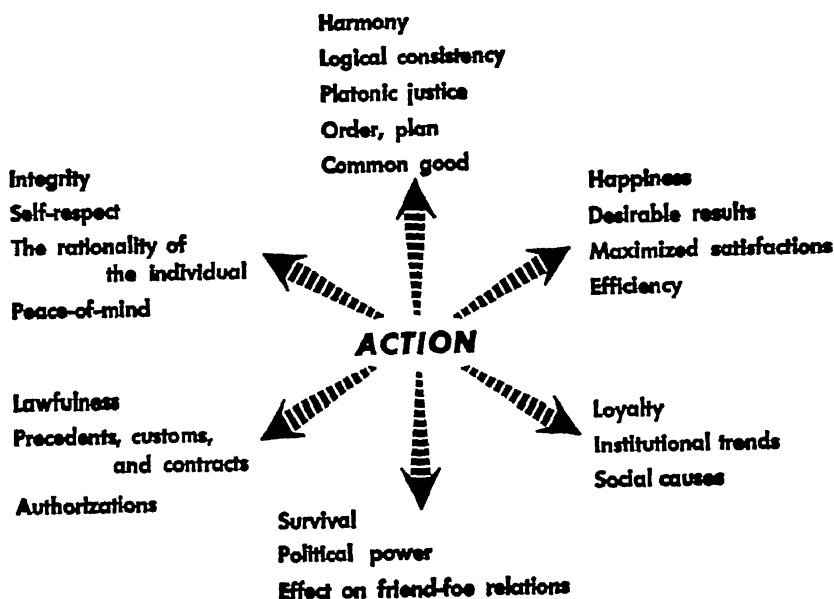 Harmony
Logical consistency
Platonic justice
Order, plan
Common good
Integrity
Self-respect
The rationality of
the individual
Peace-of-mind
Happiness
Desirable results
Maximized satisfactions
Efficiency
ACTION
Lawfulness
Precedents, customs,
and contracts
Authorizations
Loyalty
Institutional trends
Social causes
Survival
Political power
Effect on friend-foe relations